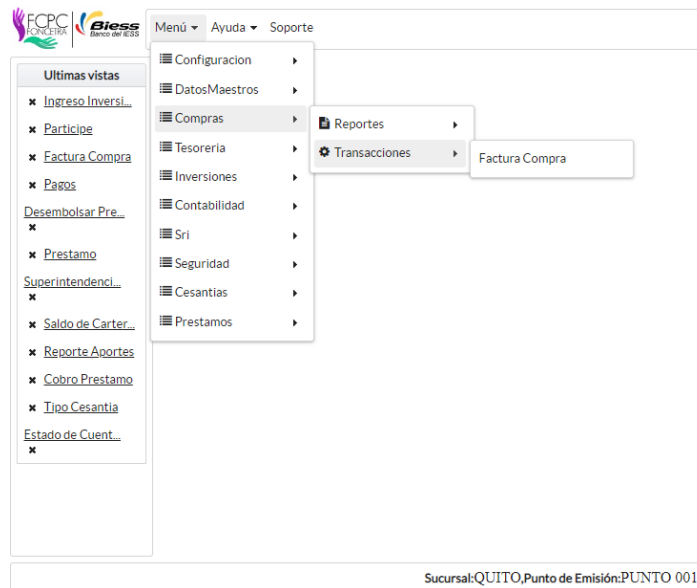 FCPC
FONCETRA
Biess
Banco del IESS
Menú Ayuda Soporte
Configuracion
DatosMaestros
Compras
Tesoreria
Inversiones
Contabilidad
Sri
Seguridad
Cesantias
Prestamos
Reportes
Transacciones
Factura Compra
Ultimas vistas
Ingreso Inversi...
Participe
Factura Compra
Pagos
Desembolsar Pre...
Prestamo
Superintendenci...
Saldo de Carter...
Reporte Aportes
Cobro Prestamo
Tipo Cesantia
Estado de Cuent...
Sucursal:QUITO,Punto de Emisión:PUNTO 001